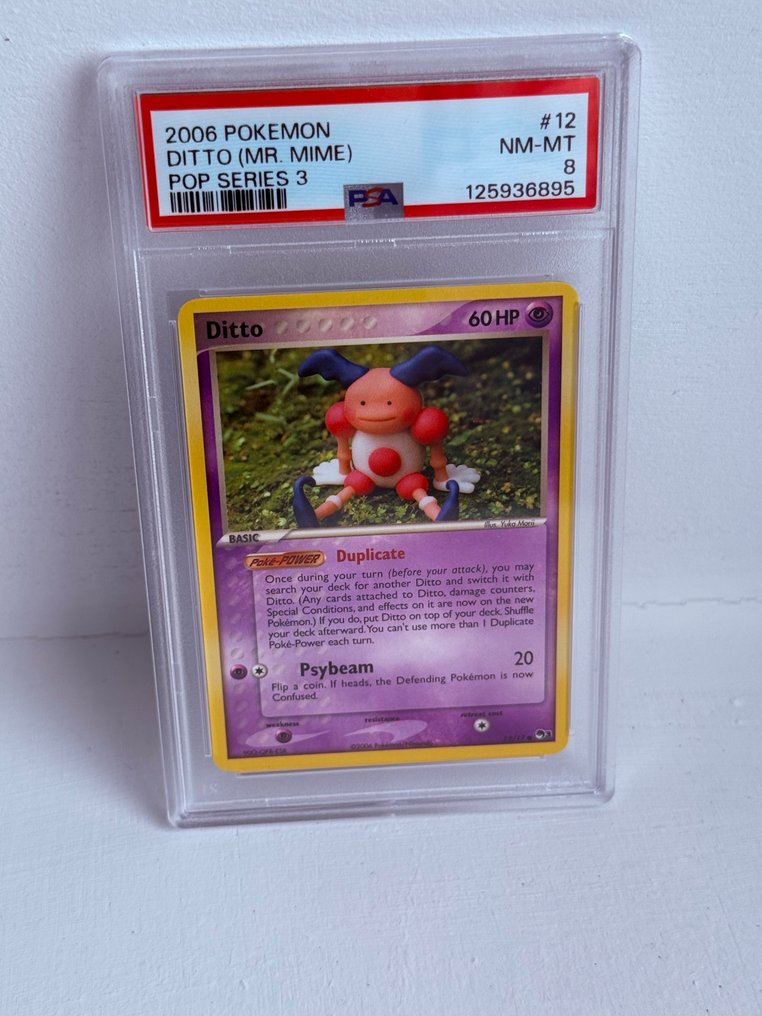 2006 POKEMON #12
DITTO (MR. MIME) NM-MT
POP SERIES 3 8
PSA 125936895
Ditto 60 HP
Illus. Yuka Morii
BASIC
Poké-POWER Duplicate
Once during your turn (before your attack), you may
search your deck for another Ditto and switch it with
Ditto. (Any cards attached to Ditto, damage counters,
Special Conditions, and effects on it are now on the new
Pokémon.) If you do, put Ditto on top of your deck. Shuffle
your deck afterward. You can't use more than 1 Duplicate
Poké-Power each turn.
Psybeam 20
Flip a coin. If heads, the Defending Pokémon is now
Confused.
weakness resistance retreat cost
©2006 Pokémon/Nintendo 12/17